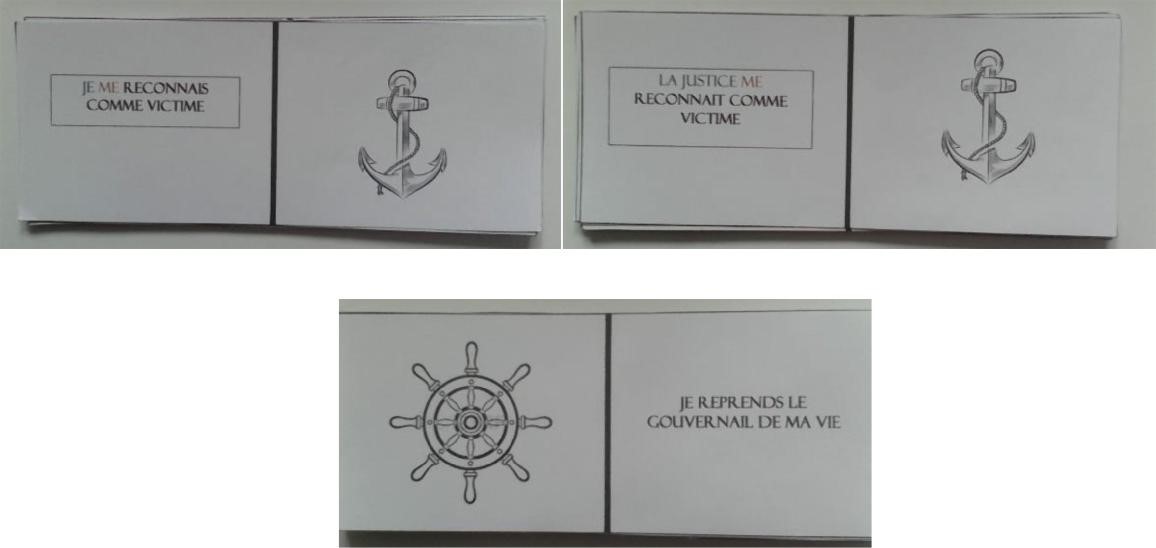 JE ME RECONNAIS
COMME VICTIME
LA JUSTICE ME
RECONNAIT COMME
VICTIME
JE REPRENDS LE
GOUVERNAIL DE MA VIE